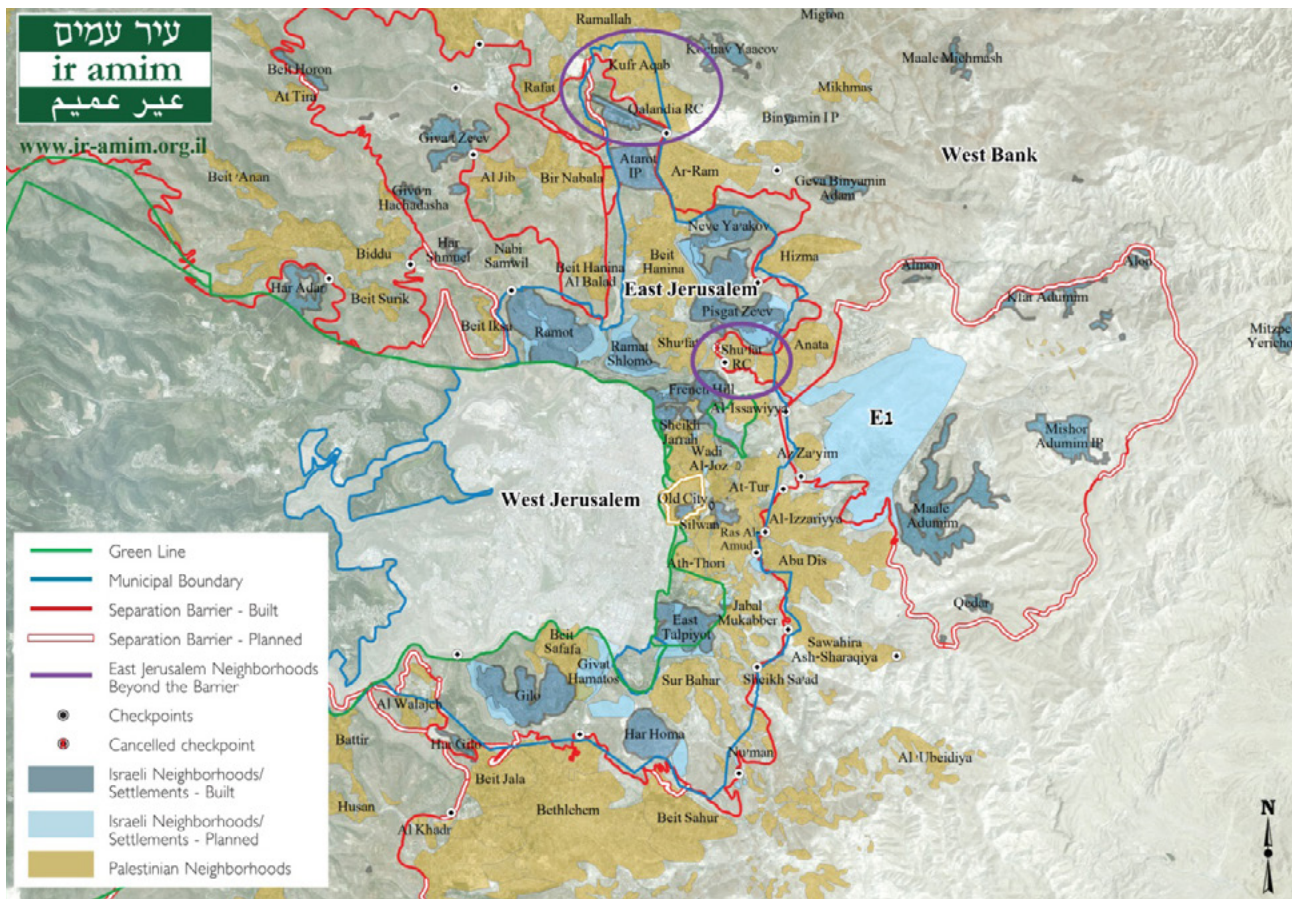 עיר עמים
ir amim
عير عميم
www.ir-amim.org.il
Ramallah
Migron
Beit Horon
At Tira
Rafat
Kufr Aqab
Kochav Yaacov
Maale Michmash
Mikhmas
Qalandia RC
Binyamin I P
West Bank
Giva't Ze'ev
Atarot
IP
Ar-Ram
Beit 'Anan
Al Jib
Bir Nabala
Giva'n
Hachadasha
Geva Binyamin
Adam
Neve Ya'akov
Biddu
Har
Shmuel
Nabi
Samwil
Beit Hanina
Al Balad
Beit
Hanina
Hizma
Almon
Alon
Kfar Adumim
Har Adar
Beit Surik
East Jerusalem
Pisgat Ze'ev
Beit Iksa
Ramot
Ramat
Shlomo
Shu'fat
Shu'fat
RC
Anata
Mitzpe
Yericho
French Hill
Al-Issawiyya
E1
Sheikh
Jarrah
Wadi
Al-Joz
Az Za'yim
Mishor
Adumim IP
West Jerusalem
Old City
At-Tur
Silwan
Al-Izzariyya
Maale
Adumim
Ras Al-
Amud
Abu Dis
Ath-Thori
Qedar
Jabal
Mukabber
East
Talpiyot
Sawahira
Ash-Sharaqiya
Beit
Safafa
Givat
Hamatos
Sur Bahar
Sheikh Sa'ad
Gilo
Al Walajeh
Har Homa
Battir
Har Gilo
Nu'man
Al 'Ubeidiya
Beit Jala
Husan
Bethlehem
Beit Sahur
Al Khadr
Green Line
Municipal Boundary
Separation Barrier - Built
Separation Barrier - Planned
East Jerusalem Neighborhoods
Beyond the Barrier
Checkpoints
Cancelled checkpoint
Israeli Neighborhoods/
Settlements - Built
Israeli Neighborhoods/
Settlements - Planned
Palestinian Neighborhoods
N